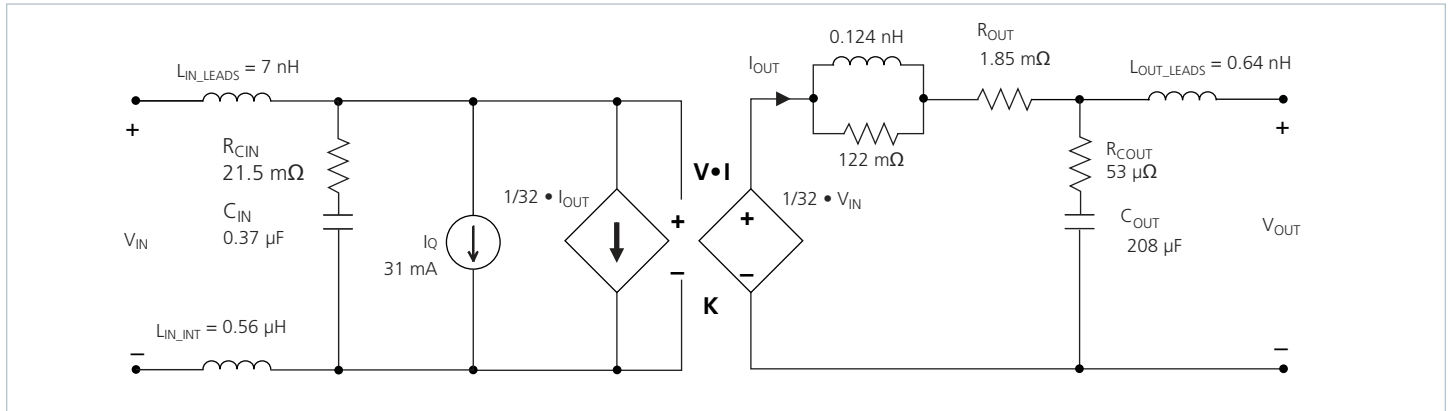 L_IN_LEADS = 7 nH
+
R_CIN
21.5 mΩ
C_IN
0.37 µF
V_IN
I_Q
31 mA
1/32 • I_OUT
L_IN_INT = 0.56 µH
–
V•I
+
–
K
+
–
1/32 • V_IN
I_OUT
0.124 nH
122 mΩ
R_OUT
1.85 mΩ
L_OUT_LEADS = 0.64 nH
+
R_COUT
53 µΩ
C_OUT
208 µF
V_OUT
–